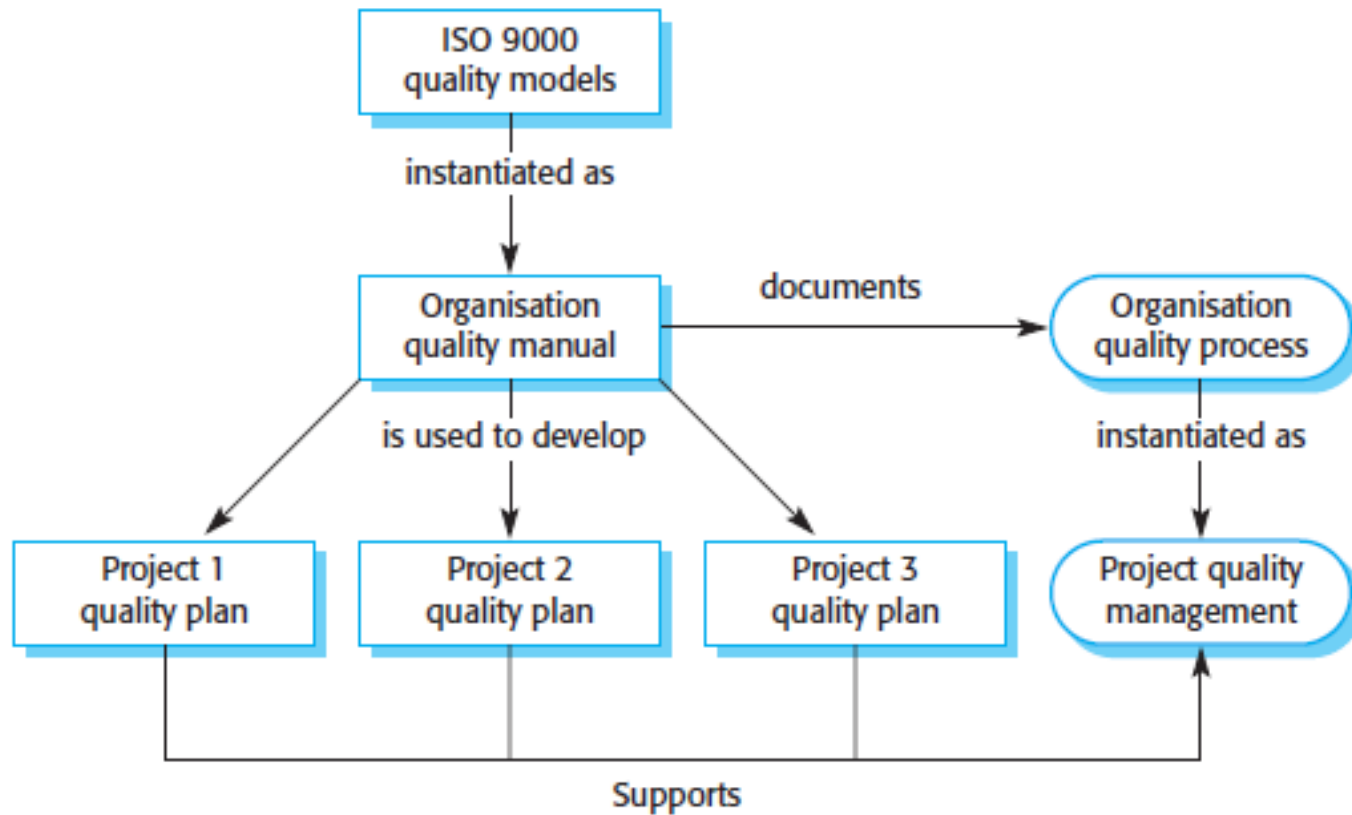 ISO 9000
quality models
instantiated as
Organisation
quality manual
documents
Organisation
quality process
is used to develop
instantiated as
Project 1
quality plan
Project 2
quality plan
Project 3
quality plan
Project quality
management
Supports